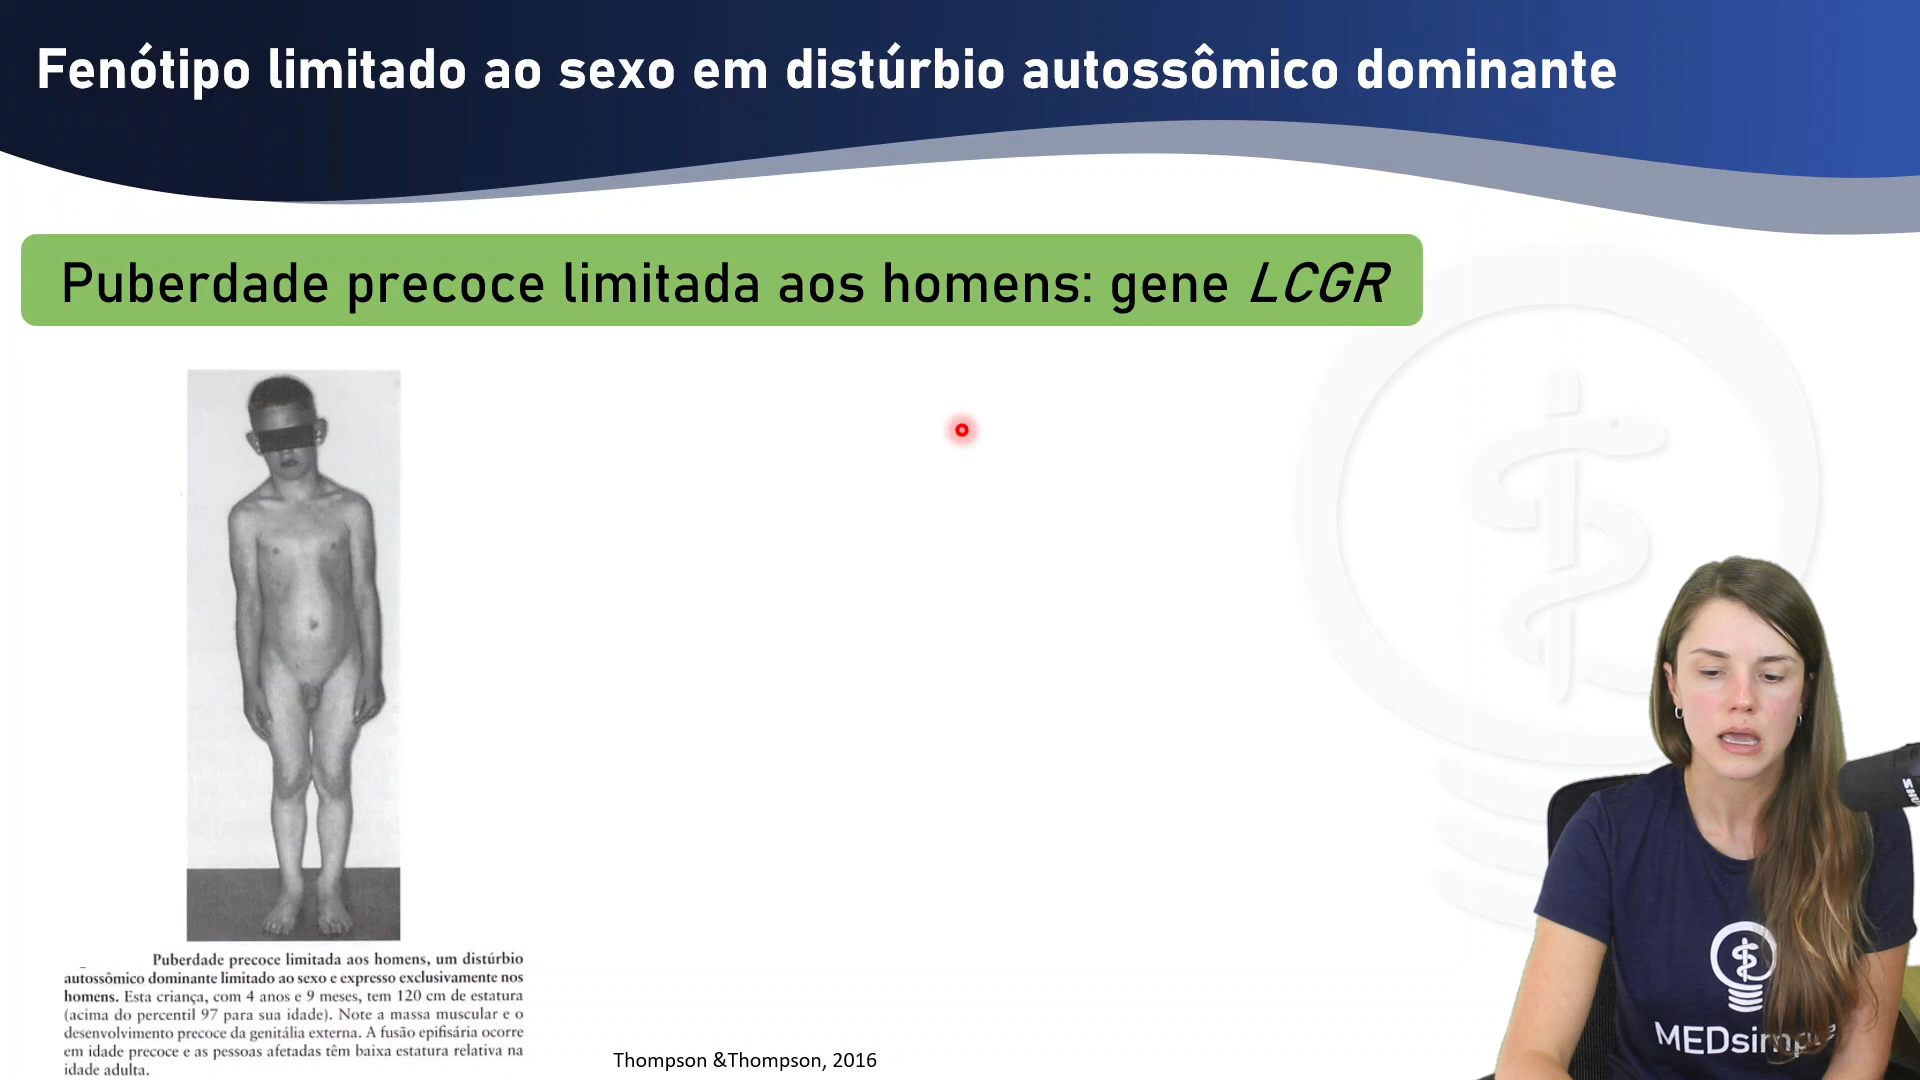 Fenótipo limitado ao sexo em distúrbio autossômico dominante
Puberdade precoce limitada aos homens: gene LCGR
Puberdade precoce limitada aos homens, um distúrbio
autossômico dominante limitado ao sexo e expresso exclusivamente nos
homens. Esta criança, com 4 anos e 9 meses, tem 120 cm de estatura
(acima do percentil 97 para sua idade). Note a massa muscular e o
desenvolvimento precoce da genitália externa. A fusão epifisária ocorre
em idade precoce e as pessoas afetadas têm baixa estatura relativa na
idade adulta.
Thompson &Thompson, 2016